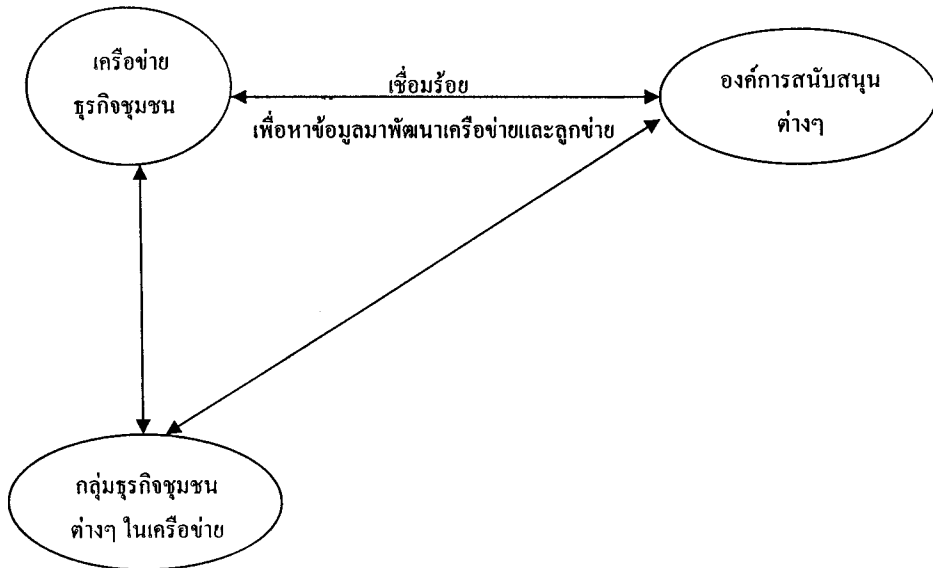 เครือข่าย
ธุรกิจชุมชน
เชื่อมร้อย
เพื่อหาข้อมูลมาพัฒนาเครือข่ายและลูกข่าย
องค์การสนับสนุน
ต่างๆ
กลุ่มธุรกิจชุมชน
ต่างๆ ในเครือข่าย